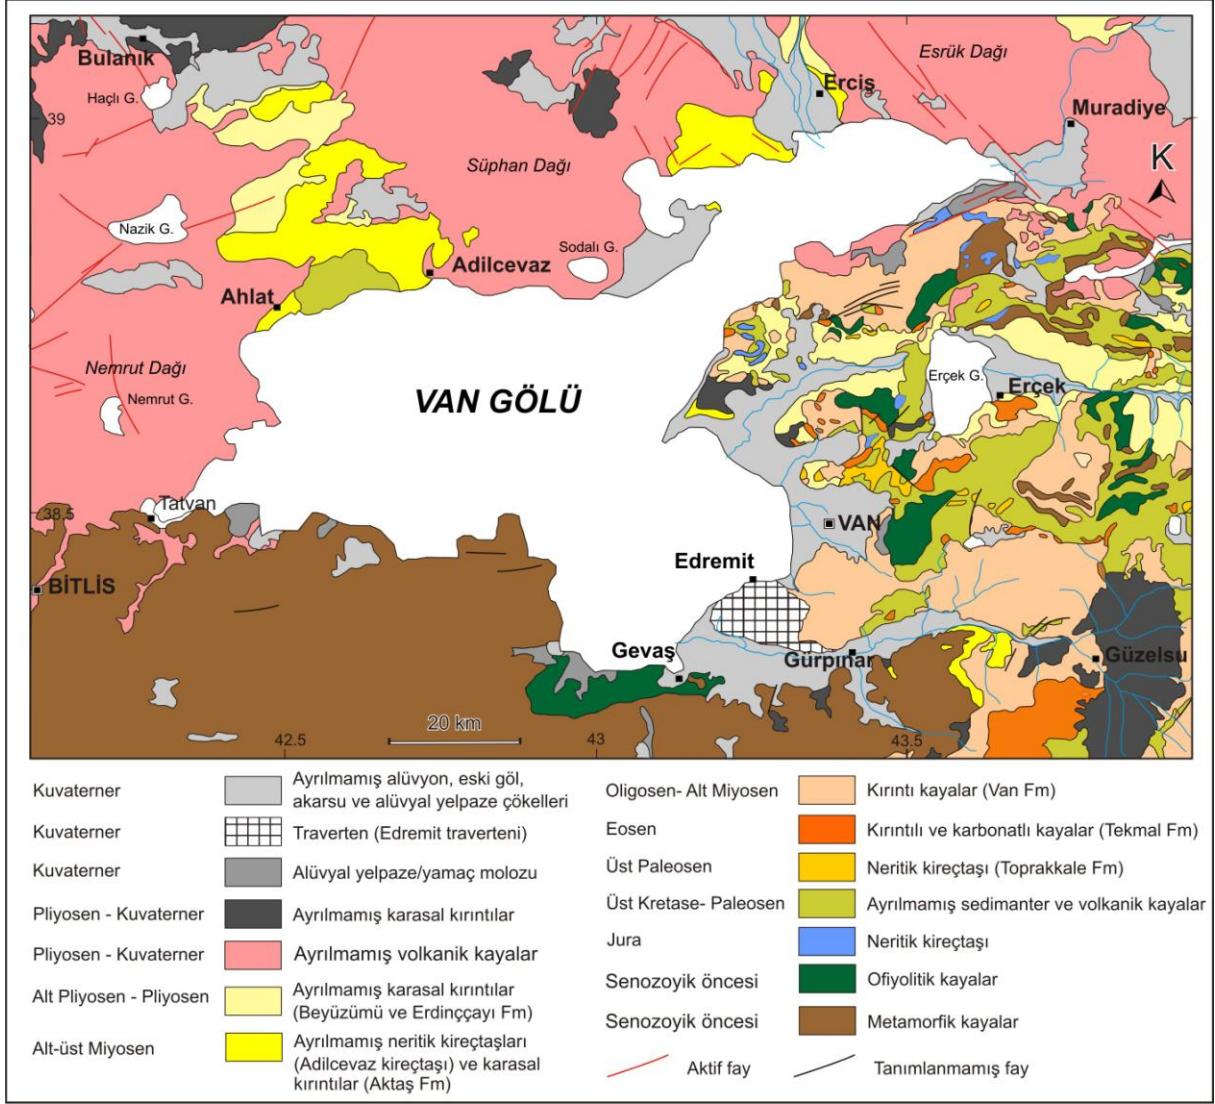 Bulanık
Haçlı G.
39
Esrük Dağı
Erciş
Muradiye
K
Süphan Dağı
Nazik G.
Sodalı G.
Adilcevaz
Ahlat
Nemrut Dağı
Nemrut G.
VAN GÖLÜ
Erçek G.
Erçek
Tatvan
38.5
VAN
BİTLİS
Edremit
Gevaş
Gürpınar
Güzelsu
20 km
42.5
43
43.5
Kuvaterner
Ayrılmamış alüvyon, eski göl,
akarsu ve alüvyal yelpaze çökelleri
Kuvaterner
Traverten (Edremit traverteni)
Kuvaterner
Alüvyal yelpaze/yamaç molozu
Pliyosen - Kuvaterner
Ayrılmamış karasal kırıntılar
Pliyosen - Kuvaterner
Ayrılmamış volkanik kayalar
Alt Pliyosen - Pliyosen
Ayrılmamış karasal kırıntılar
(Beyüzümü ve Erdinççayı Fm)
Alt-üst Miyosen
Ayrılmamış neritik kireçtaşları
(Adilcevaz kireçtaşı) ve karasal
kırıntılar (Aktaş Fm)
Oligosen- Alt Miyosen
Kırıntı kayalar (Van Fm)
Eosen
Kırıntılı ve karbonatlı kayalar (Tekmal Fm)
Üst Paleosen
Neritik kireçtaşı (Toprakkale Fm)
Üst Kretase- Paleosen
Ayrılmamış sedimanter ve volkanik kayalar
Jura
Neritik kireçtaşı
Senozoyik öncesi
Ofiyolitik kayalar
Senozoyik öncesi
Metamorfik kayalar
Aktif fay
Tanımlanmamış fay